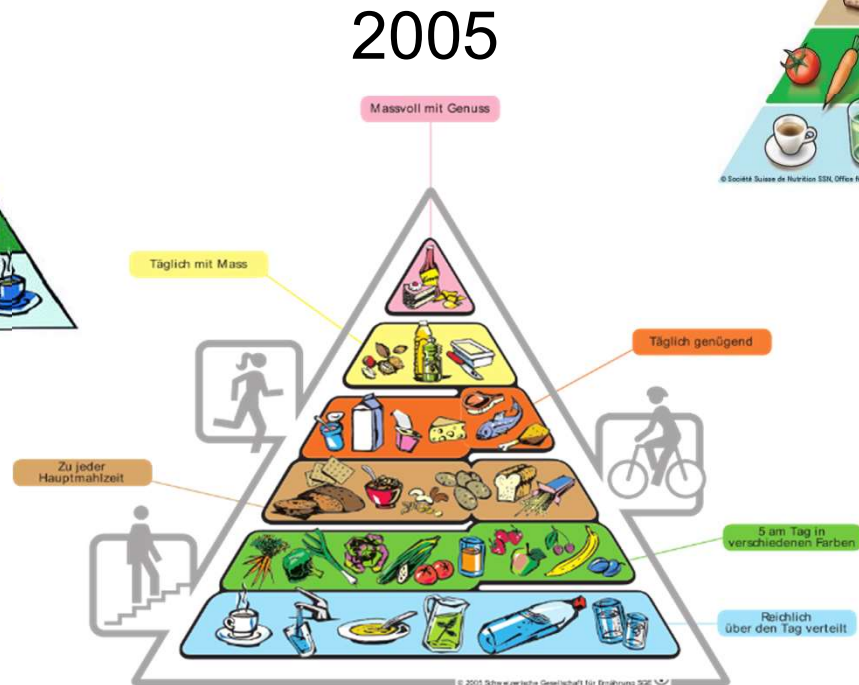 2005
Massvoll mit Genuss
© Société Suisse de Nutrition SSN, Office f
Täglich mit Mass
Täglich genügend
Zu jeder
Hauptmahlzeit
5 am Tag in
verschiedenen Farben
Reichlich
über den Tag verteilt
© 2005 Schweizerische Gesellschaft für Ernährung SGE